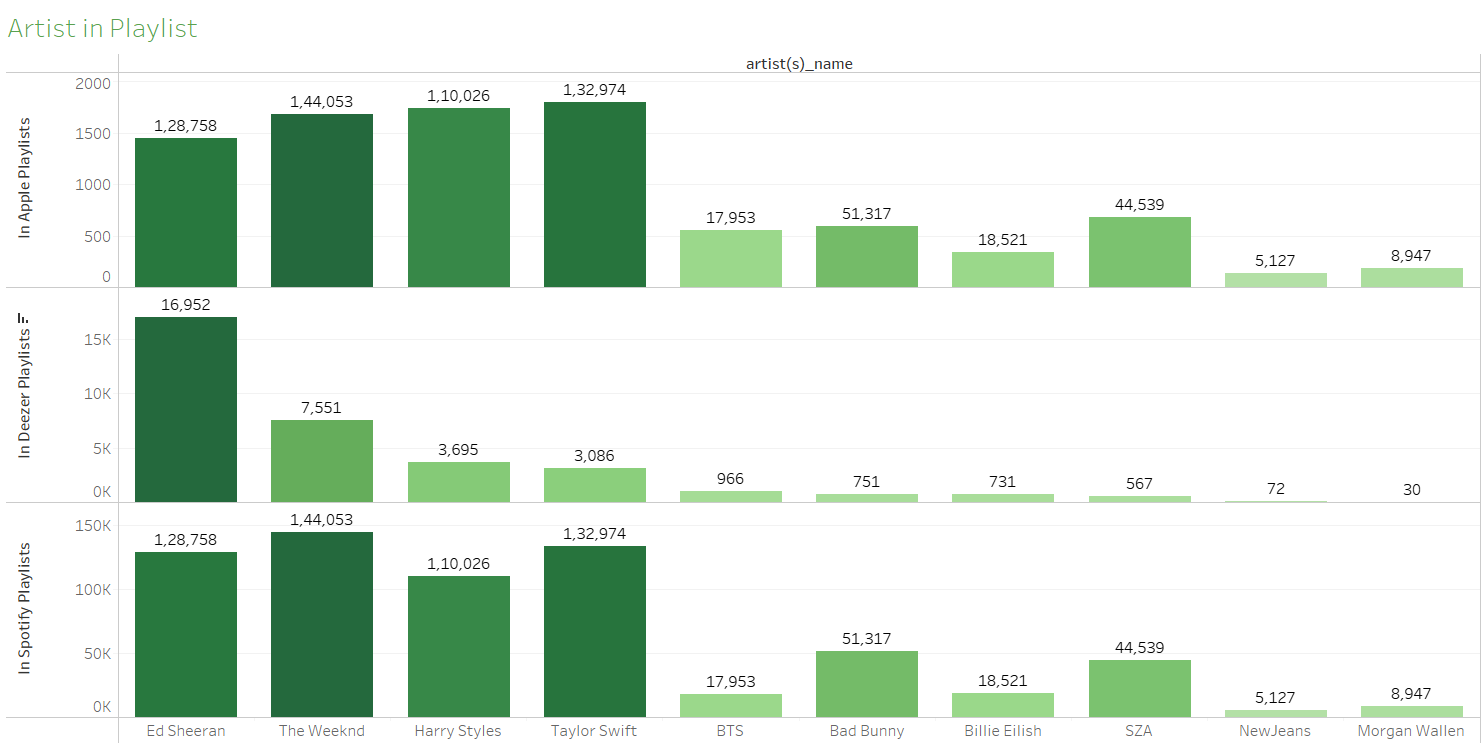 Artist in Playlist
artist(s)_name
In Apple Playlists
2000
1500
1000
500
0
1,28,758
1,44,053
1,10,026
1,32,974
17,953
51,317
18,521
44,539
5,127
8,947
In Deezer Playlists
15K
10K
5K
0K
16,952
7,551
3,695
3,086
966
751
731
567
72
30
In Spotify Playlists
150K
100K
50K
0K
1,28,758
1,44,053
1,10,026
1,32,974
17,953
51,317
18,521
44,539
5,127
8,947
Ed Sheeran
The Weeknd
Harry Styles
Taylor Swift
BTS
Bad Bunny
Billie Eilish
SZA
NewJeans
Morgan Wallen